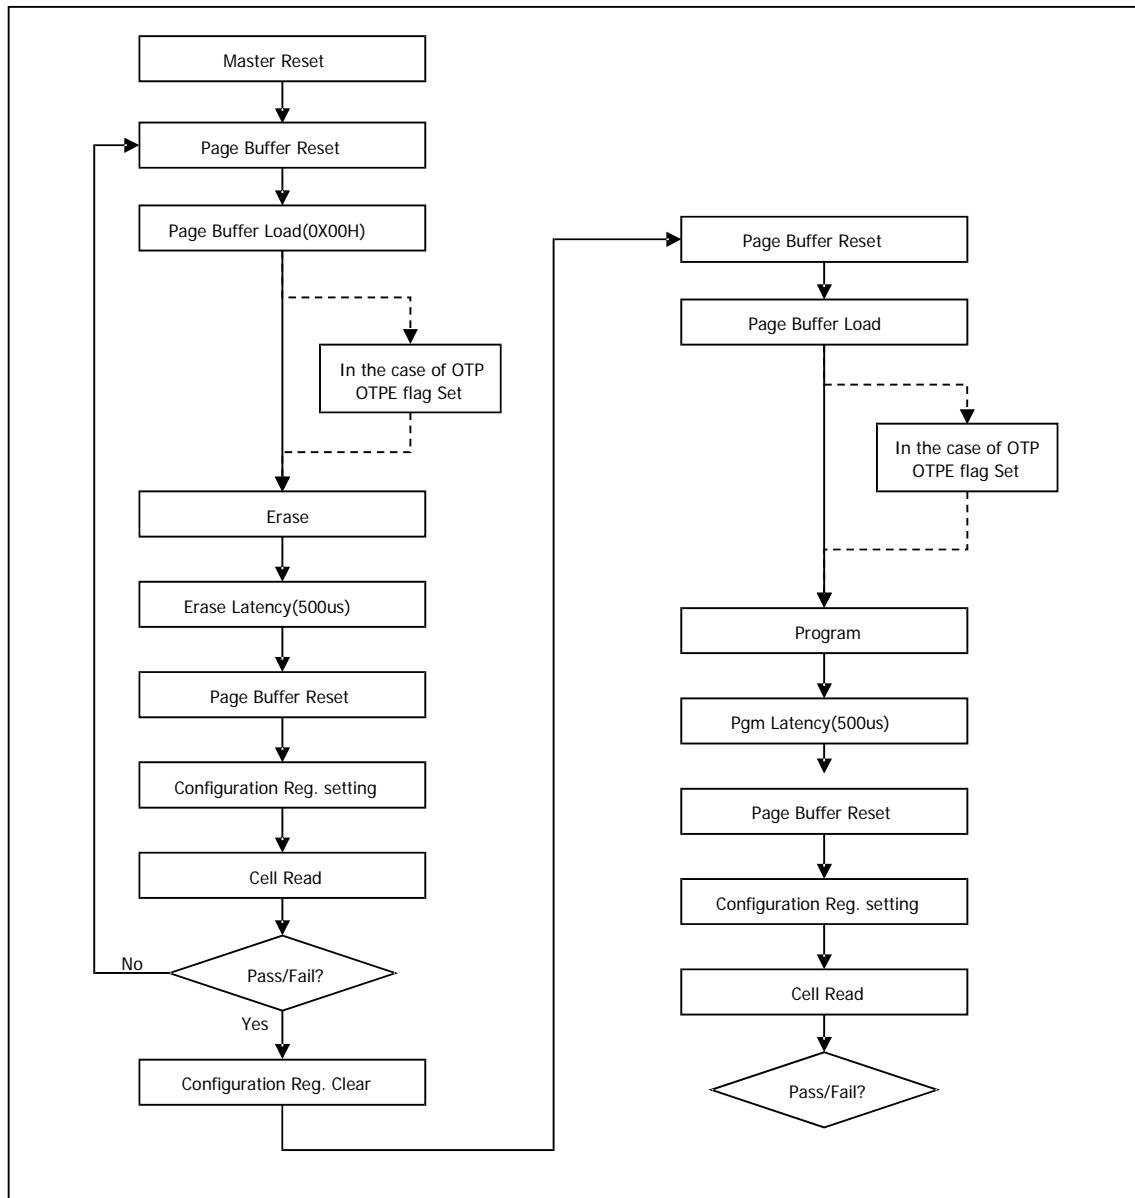 Master Reset
Page Buffer Reset
Page Buffer Load(0X00H)
In the case of OTP
OTPE flag Set
Erase
Erase Latency(500us)
Page Buffer Reset
Configuration Reg. setting
Cell Read
Pass/Fail?
No
Yes
Configuration Reg. Clear
Page Buffer Reset
Page Buffer Load
In the case of OTP
OTPE flag Set
Program
Pgm Latency(500us)
Page Buffer Reset
Configuration Reg. setting
Cell Read
Pass/Fail?